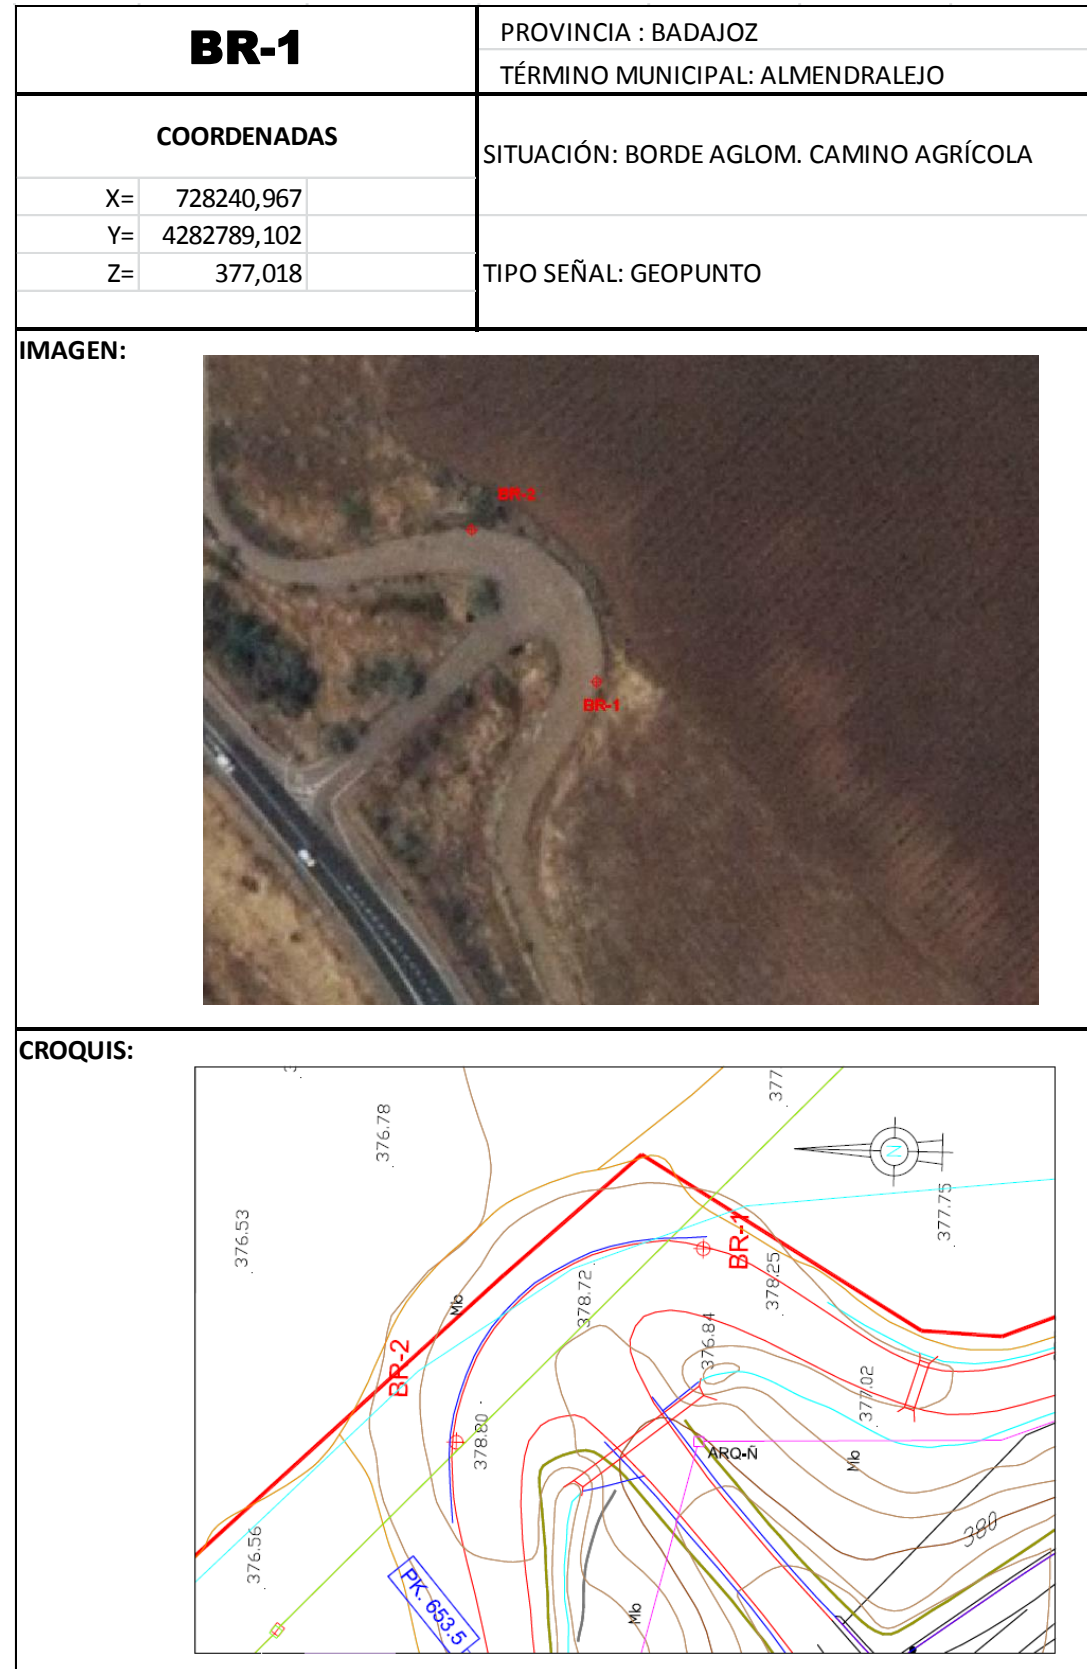 BR-1
PROVINCIA : BADAJOZ
TÉRMINO MUNICIPAL: ALMENDRALEJO
COORDENADAS
SITUACIÓN: BORDE AGLOM. CAMINO AGRÍCOLA
X= 728240,967
Y= 4282789,102
Z= 377,018
TIPO SEÑAL: GEOPUNTO
IMAGEN:
BR-2
BR-1
CROQUIS:
377
376.78
N
376.53
377.75
BR-1
378.25
378.72
Mb
376.84
BR-2
377.02
378.80
ARQ-Ñ
Mb
380
376.56
PK. 653.5
Mb